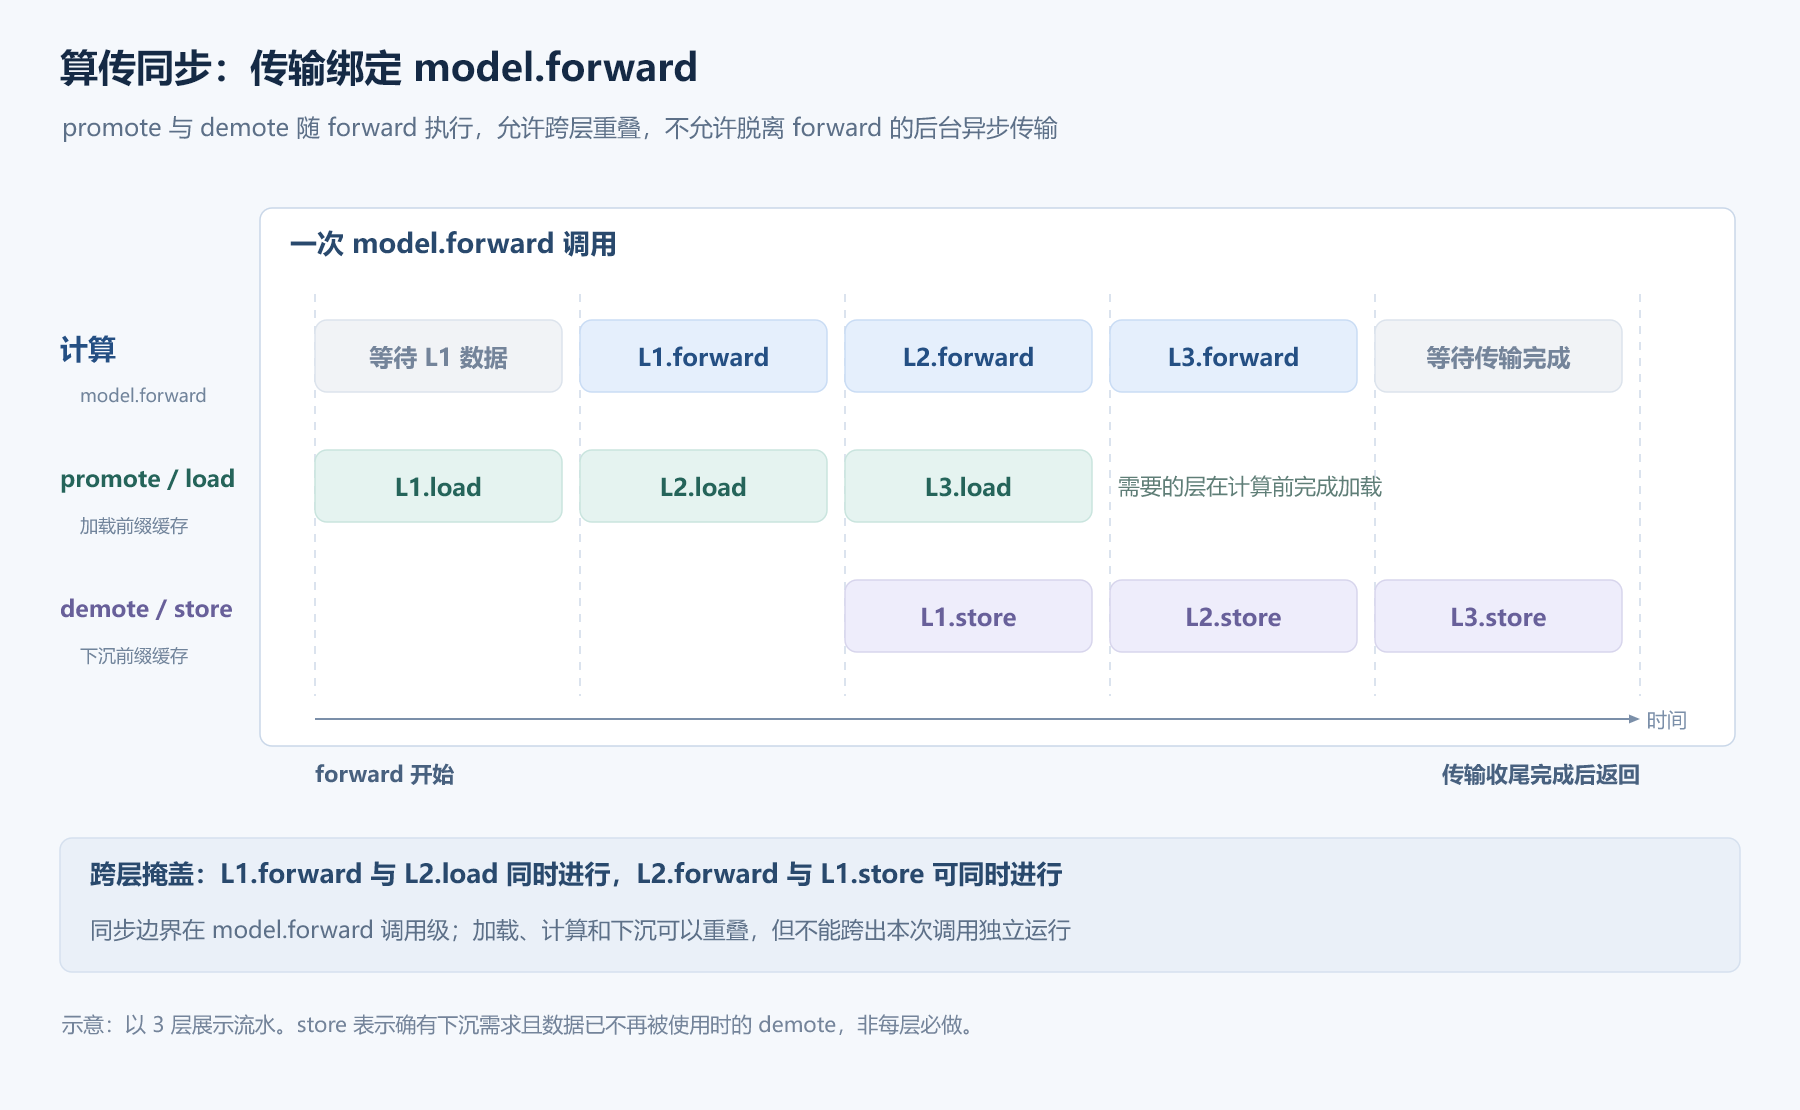 算传同步：传输绑定 model.forward
promote 与 demote 随 forward 执行，允许跨层重叠，不允许脱离 forward 的后台异步传输
一次 model.forward 调用
计算
model.forward
等待 L1 数据
L1.forward
L2.forward
L3.forward
等待传输完成
promote / load
加载前缀缓存
L1.load
L2.load
L3.load
需要的层在计算前完成加载
demote / store
下沉前缀缓存
L1.store
L2.store
L3.store
时间
forward 开始
传输收尾完成后返回
跨层掩盖：L1.forward 与 L2.load 同时进行，L2.forward 与 L1.store 可同时进行
同步边界在 model.forward 调用级；加载、计算和下沉可以重叠，但不能跨出本次调用独立运行
示意：以 3 层展示流水。store 表示确有下沉需求且数据已不再被使用时的 demote，非每层必做。